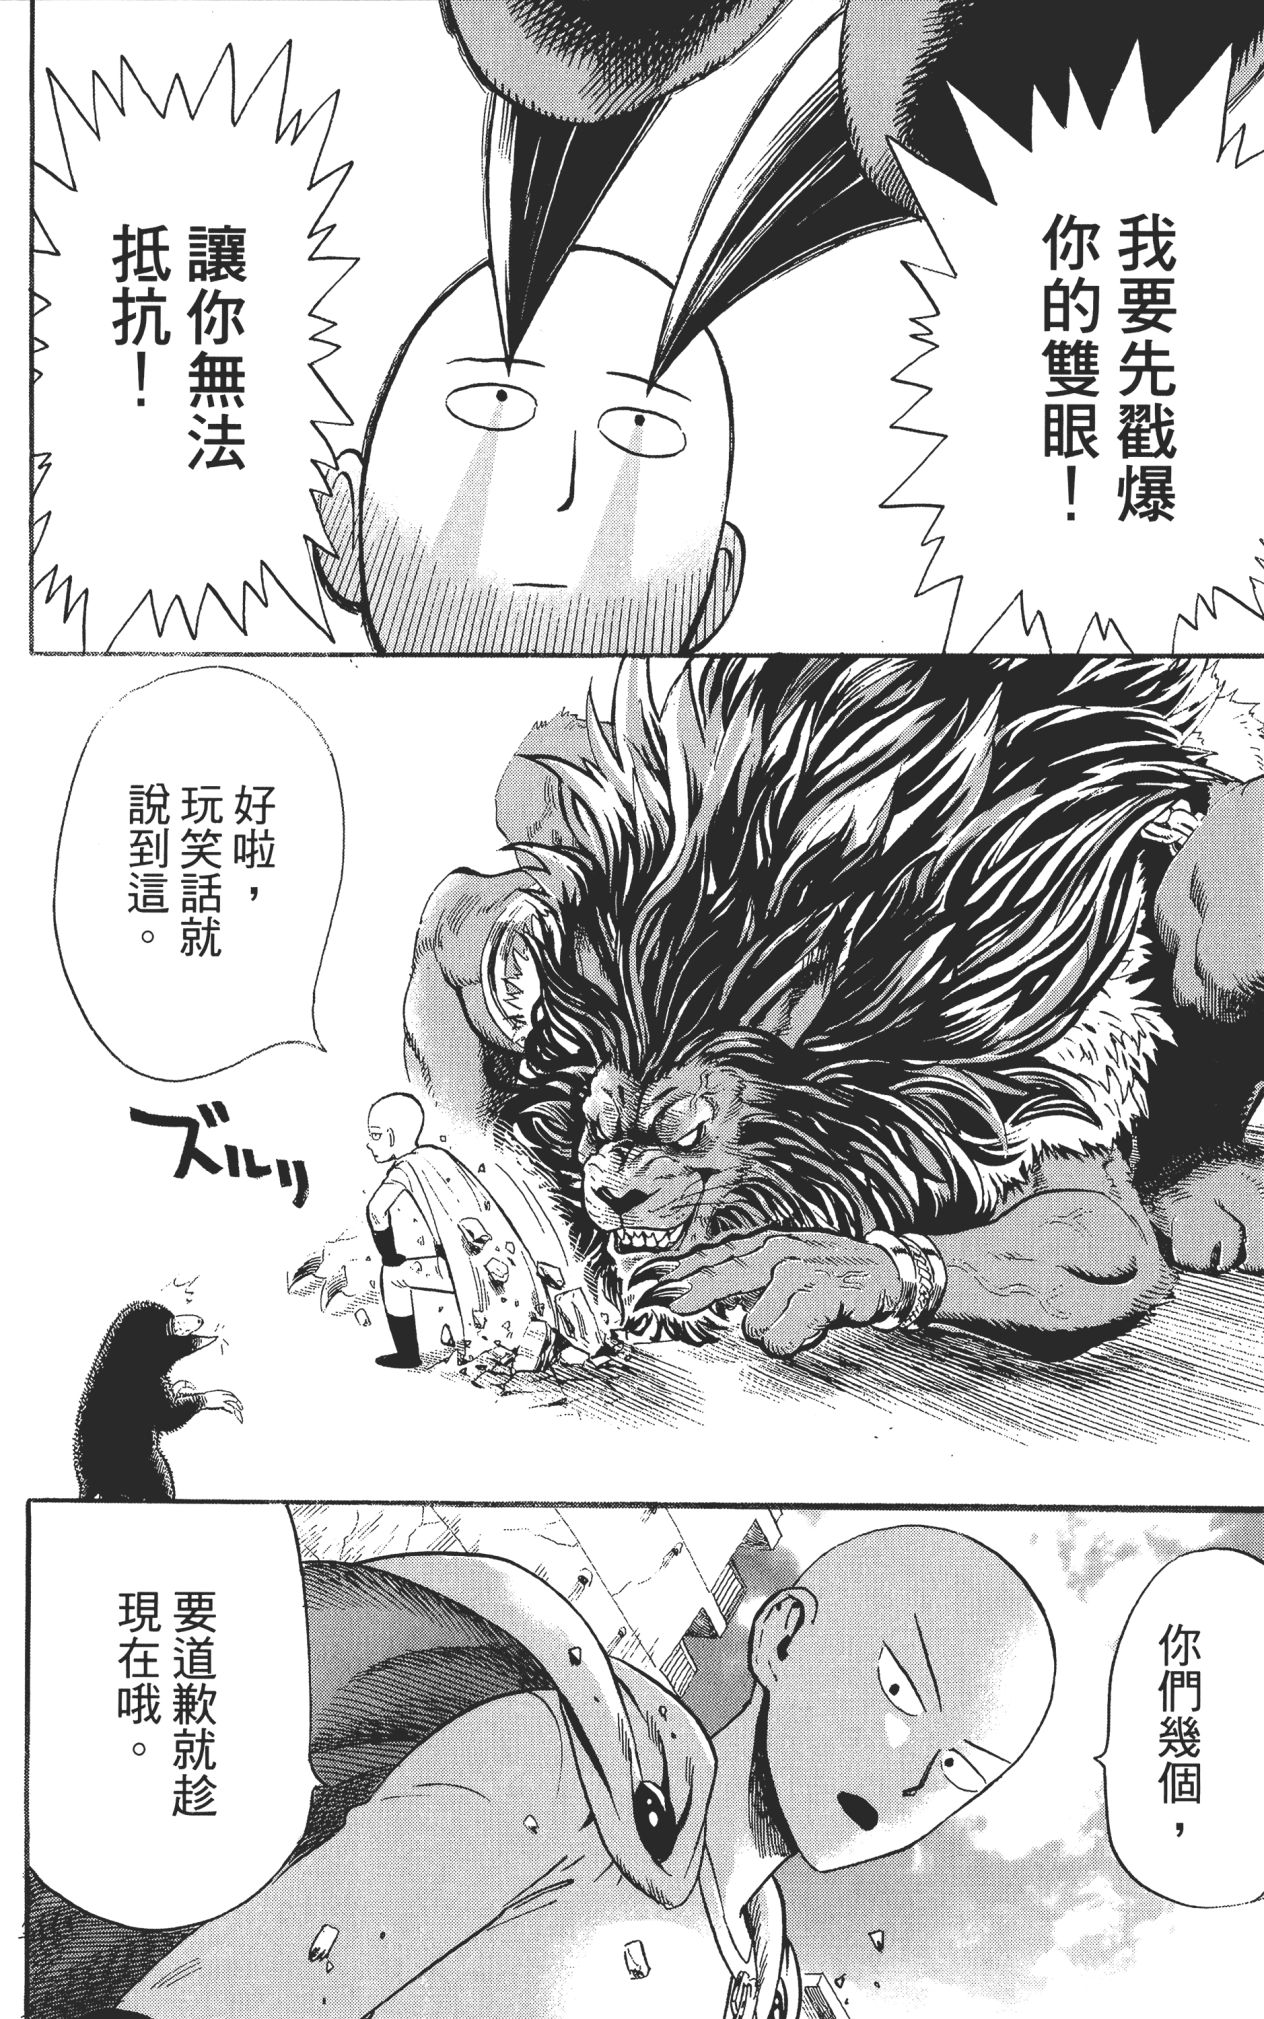 我要先戳爆
你的雙眼！
讓你無法
抵抗！
好啦，
玩笑話就
說到這。
ズルリ
你們幾個，
要道歉就趁
現在哦。